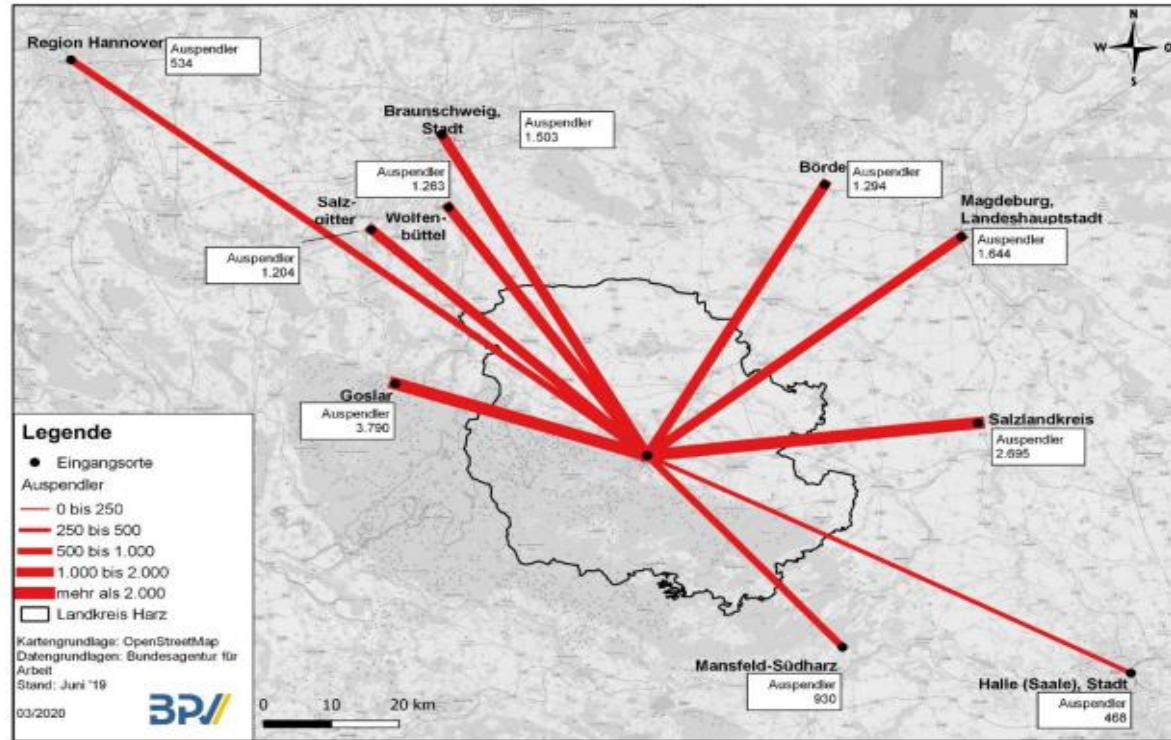 Region Hannover
Auspendler
534
Braunschweig,
Stadt
Auspendler
1.503
Auspendler
1.263
Salz-
gitter
Wolfen-
büttel
Auspendler
1.204
Börde
Auspendler
1.294
Magdeburg,
Landeshauptstadt
Auspendler
1.644
Goslar
Auspendler
3.790
Salzlandkreis
Auspendler
2.695
Mansfeld-Südharz
Auspendler
930
Halle (Saale), Stadt
Auspendler
468
N
W O
S
Legende
Eingangsorte
Auspendler
0 bis 250
250 bis 500
500 bis 1.000
1.000 bis 2.000
mehr als 2.000
Landkreis Harz
Kartengrundlage: OpenStreetMap
Datengrundlagen: Bundesagentur für
Arbeit
Stand: Juni '19
03/2020
BPV
0 10 20 km